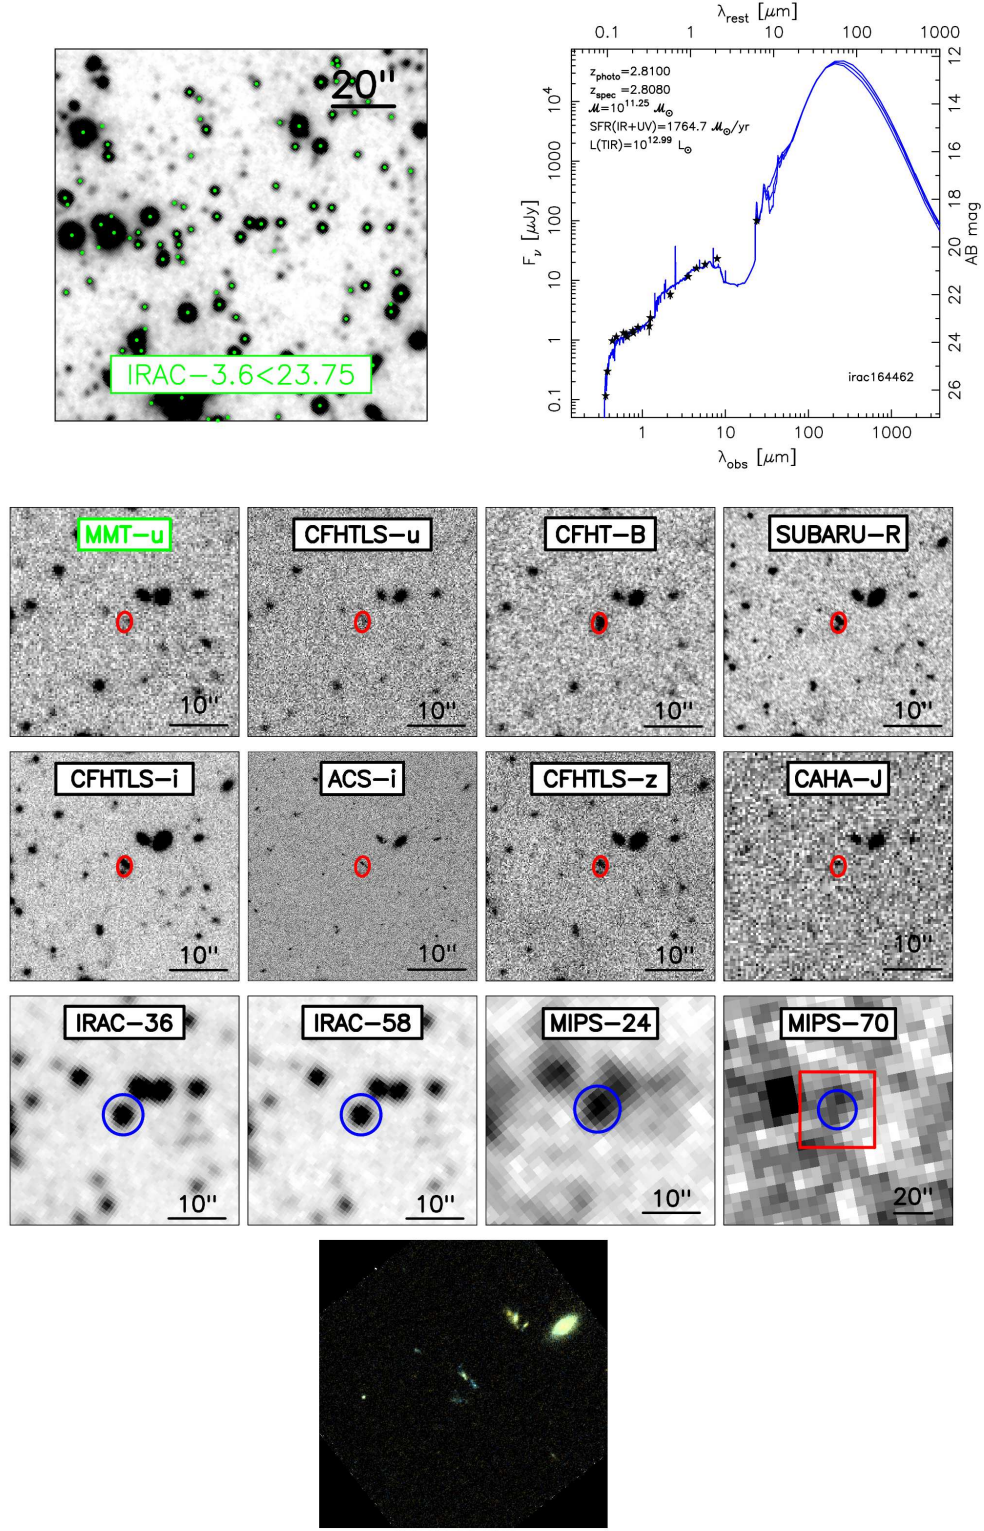 20"
IRAC-3.6<23.75
λrest [μm]
0.1 1 10 100 1000
zphoto=2.8100
zspec=2.8080
ℳ=10^11.25 ℳ⊙
SFR(IR+UV)=1764.7 ℳ⊙/yr
L(TIR)=10^12.99 L⊙
Fν [μJy]
10^4
1000
100
10
1
0.1
12
14
16
18
20
22
24
26
AB mag
irac164462
1 10 100 1000
λobs [μm]
MMT-u
10"
CFHTLS-u
10"
CFHT-B
10"
SUBARU-R
10"
CFHTLS-i
10"
ACS-i
10"
CFHTLS-z
10"
CAHA-J
10"
IRAC-36
10"
IRAC-58
10"
MIPS-24
10"
MIPS-70
20"